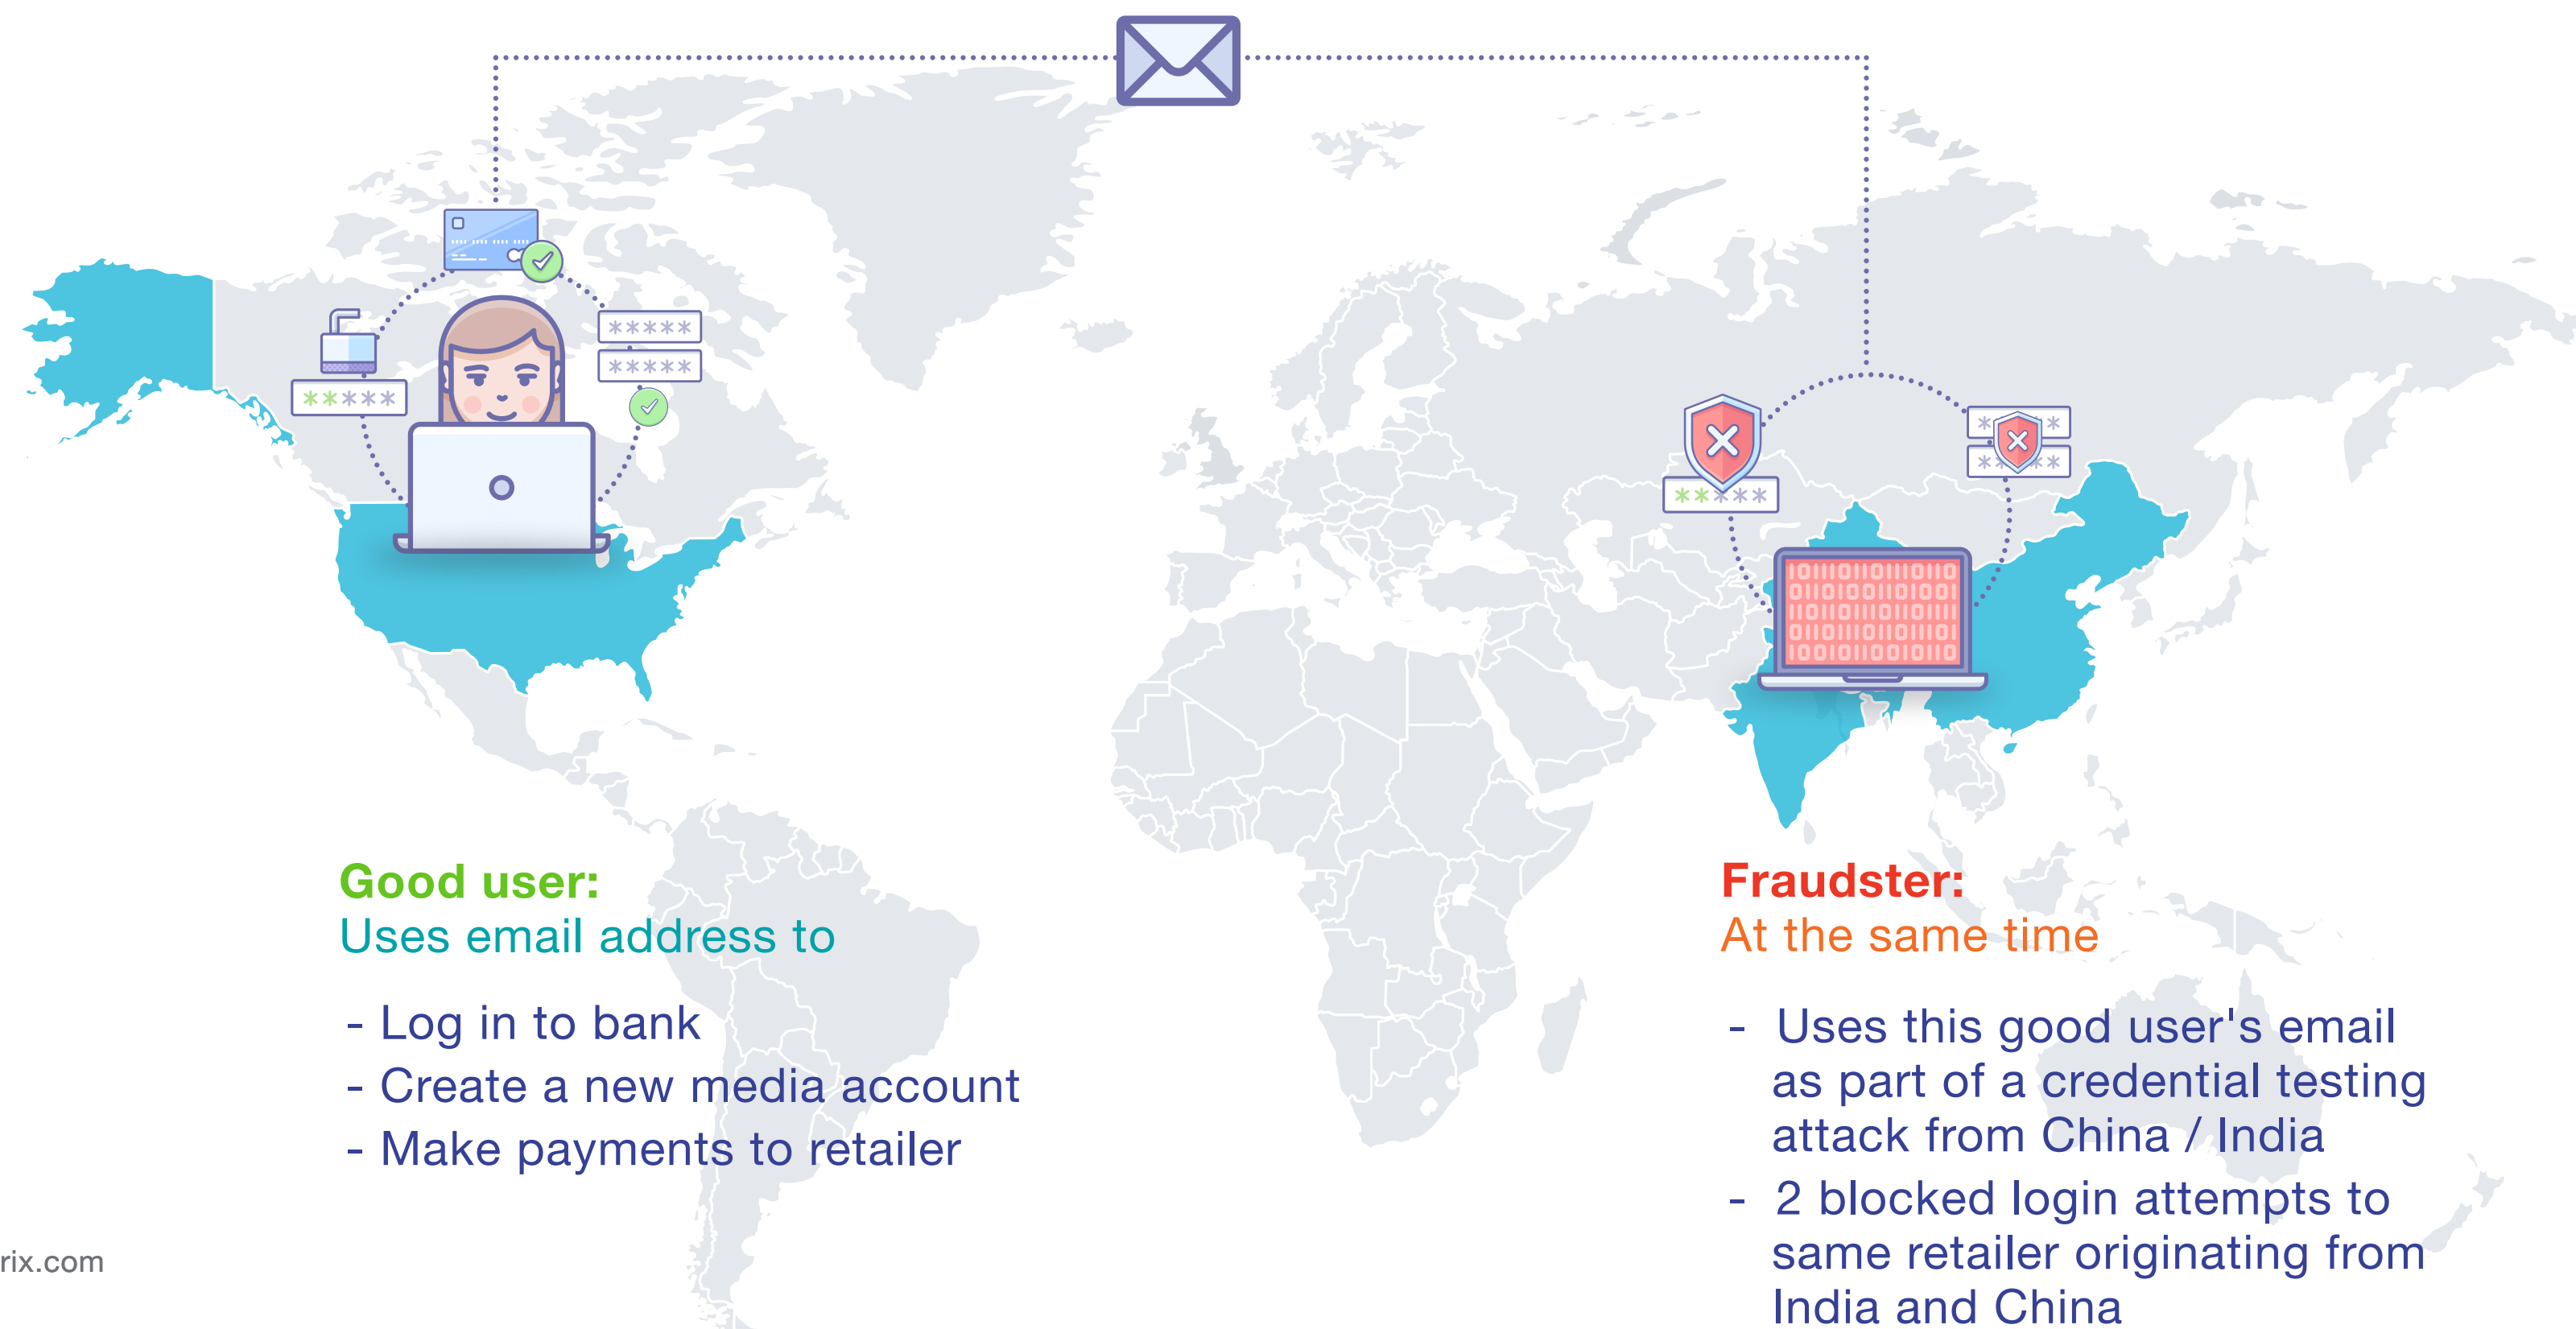 *****
*****
*****
*****
*****
*****
Good user:
Uses email address to
- Log in to bank
- Create a new media account
- Make payments to retailer
Fraudster:
At the same time
- Uses this good user's email
as part of a credential testing
attack from China / India
- 2 blocked login attempts to
same retailer originating from
India and China
rix.com